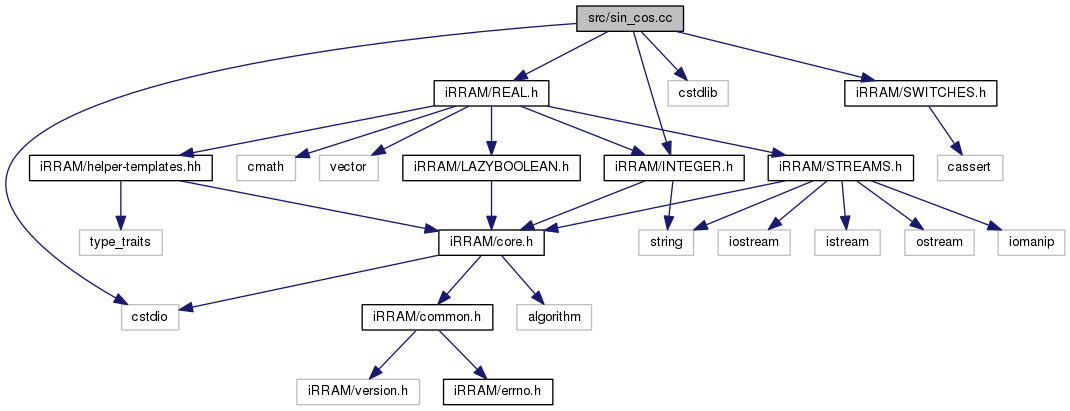 src/sin_cos.cc
iRRAM/REAL.h
cstdlib
iRRAM/SWITCHES.h
iRRAM/helper-templates.hh
cmath
vector
iRRAM/LAZYBOOLEAN.h
iRRAM/INTEGER.h
iRRAM/STREAMS.h
cassert
type_traits
iRRAM/core.h
string
iostream
istream
ostream
iomanip
cstdio
iRRAM/common.h
algorithm
iRRAM/version.h
iRRAM/errno.h